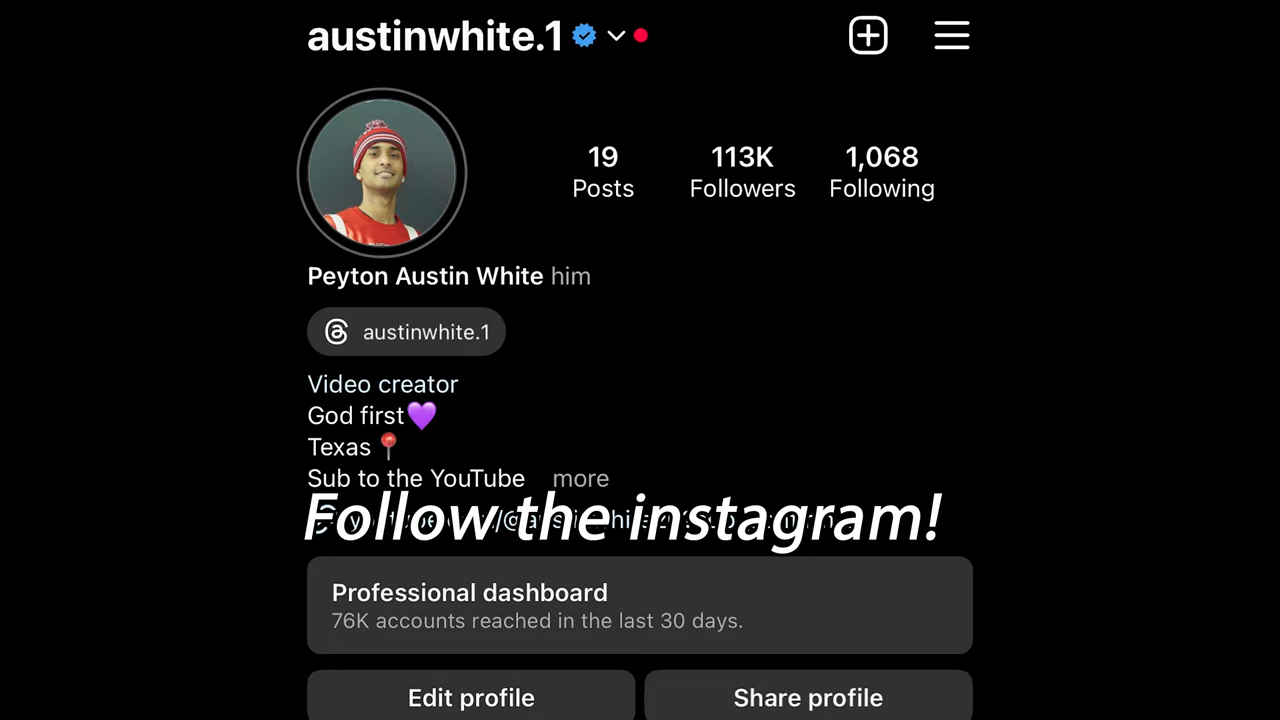 austinwhite.1
19 113K 1,068
Posts Followers Following
Peyton Austin White him
austinwhite.1
Video creator
God first💜
Texas 📍
Sub to the YouTube more
Follow the instagram!
Professional dashboard
76K accounts reached in the last 30 days.
Edit profile Share profile